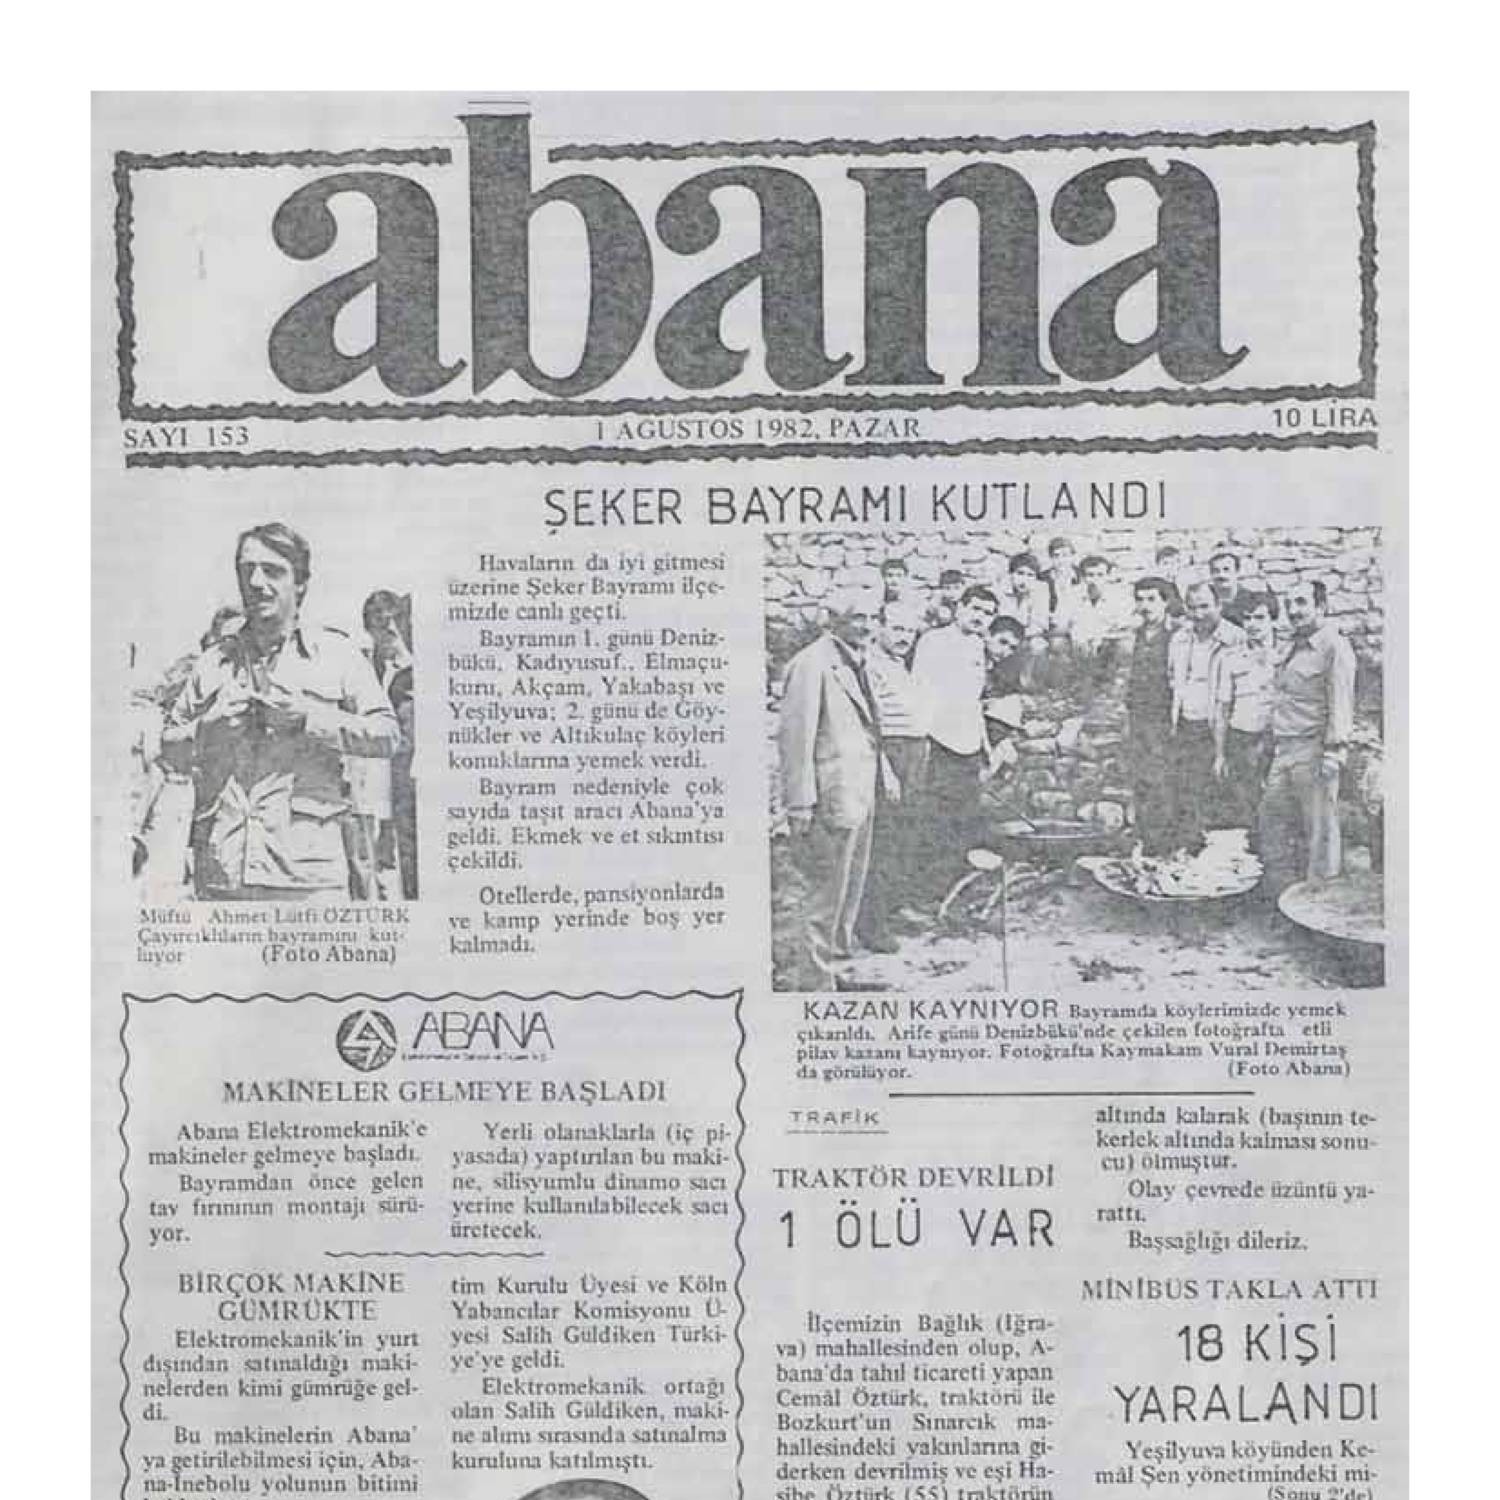 abana
SAYI 153
1 AGUSTOS 1982, PAZAR
10 LİRA
ŞEKER BAYRAMI KUTLANDI
Müftü Ahmet Lütfi ÖZTÜRK
Çayırcıklıların bayramını kut-
luyor (Foto Abana)
Havaların da iyi gitmesi
üzerine Şeker Bayramı ilçe-
mizde canlı geçti.
Bayramın 1. günü Deniz-
bükü, Kadıyusuf., Elmaçu-
kuru, Akçam, Yakabaşı ve
Yeşilyuva; 2. günü de Göy-
nükler ve Altıkulaç köyleri
konuklarına yemek verdi.
Bayram nedeniyle çok
sayıda taşıt aracı Abana'ya
geldi. Ekmek ve et sıkıntısı
çekildi.
Otellerde, pansiyonlarda
ve kamp yerinde boş yer
kalmadı.
KAZAN KAYNIYOR Bayramda köylerimizde yemek
çıkarıldı. Arife günü Denizbükü'nde çekilen fotoğrafta etli
pilav kazanı kaynıyor. Fotoğrafta Kaymakam Vural Demirtaş
da görülüyor. (Foto Abana)
ABANA
MAKİNELER GELMEYE BAŞLADI
Abana Elektromekanik'e
makineler gelmeye başladı.
Bayramdan önce gelen
tav fırınının montajı sürü-
yor.
Yerli olanaklarla (iç pi-
yasada) yaptırılan bu maki-
ne, silisyumlu dinamo sacı
yerine kullanılabilecek sacı
üretecek.
BİRÇOK MAKİNE
GÜMRÜKTE
Elektromekanik'in yurt
dışından satınaldığı maki-
nelerden kimi gümrüğe gel-
di.
Bu makinelerin Abana'
ya getirilebilmesi için, Aba-
na-İnebolu yolunun bitimi
tim Kurulu Üyesi ve Köln
Yabancılar Komisyonu Ü-
yesi Salih Güldiken Türki-
ye'ye geldi.
Elektromekanik ortağı
olan Salih Güldiken, maki-
ne alımı sırasında satınalma
kuruluna katılmıştı.
TRAFİK
TRAKTÖR DEVRİLDİ
1 ÖLÜ VAR
İlçemizin Bağlık (Iğra-
va) mahallesinden olup, A-
bana'da tahıl ticareti yapan
Cemâl Öztürk, traktörü ile
Bozkurt'un Sınarcık ma-
hallesindeki yakınlarına gi-
derken devrilmiş ve eşi Ha-
sibe Öztürk (55) traktörün
altında kalarak (başının te-
kerlek altında kalması sonu-
cu) ölmüştür.
Olay çevrede üzüntü ya-
rattı.
Başsağlığı dileriz.
MİNİBÜS TAKLA ATTI
18 KİŞİ
YARALANDI
Yeşilyuva köyünden Ke-
mâl Şen yönetimindeki mi-
(Sonu 2'de)